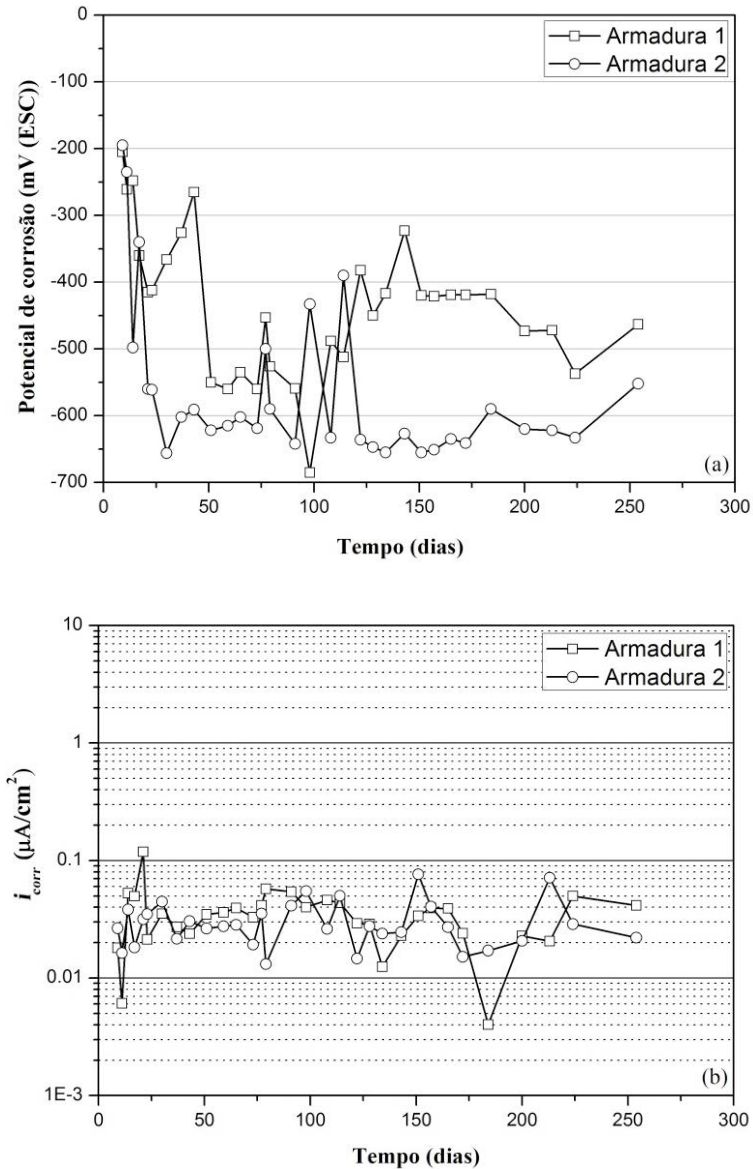 0
-100
-200
-300
-400
-500
-600
-700
Potencial de corrosão (mV (ESC))
Armadura 1
Armadura 2
(a)
0 50 100 150 200 250 300
Tempo (dias)
10
1
0.1
0.01
1E-3
i_corr (µA/cm²)
Armadura 1
Armadura 2
(b)
0 50 100 150 200 250 300
Tempo (dias)